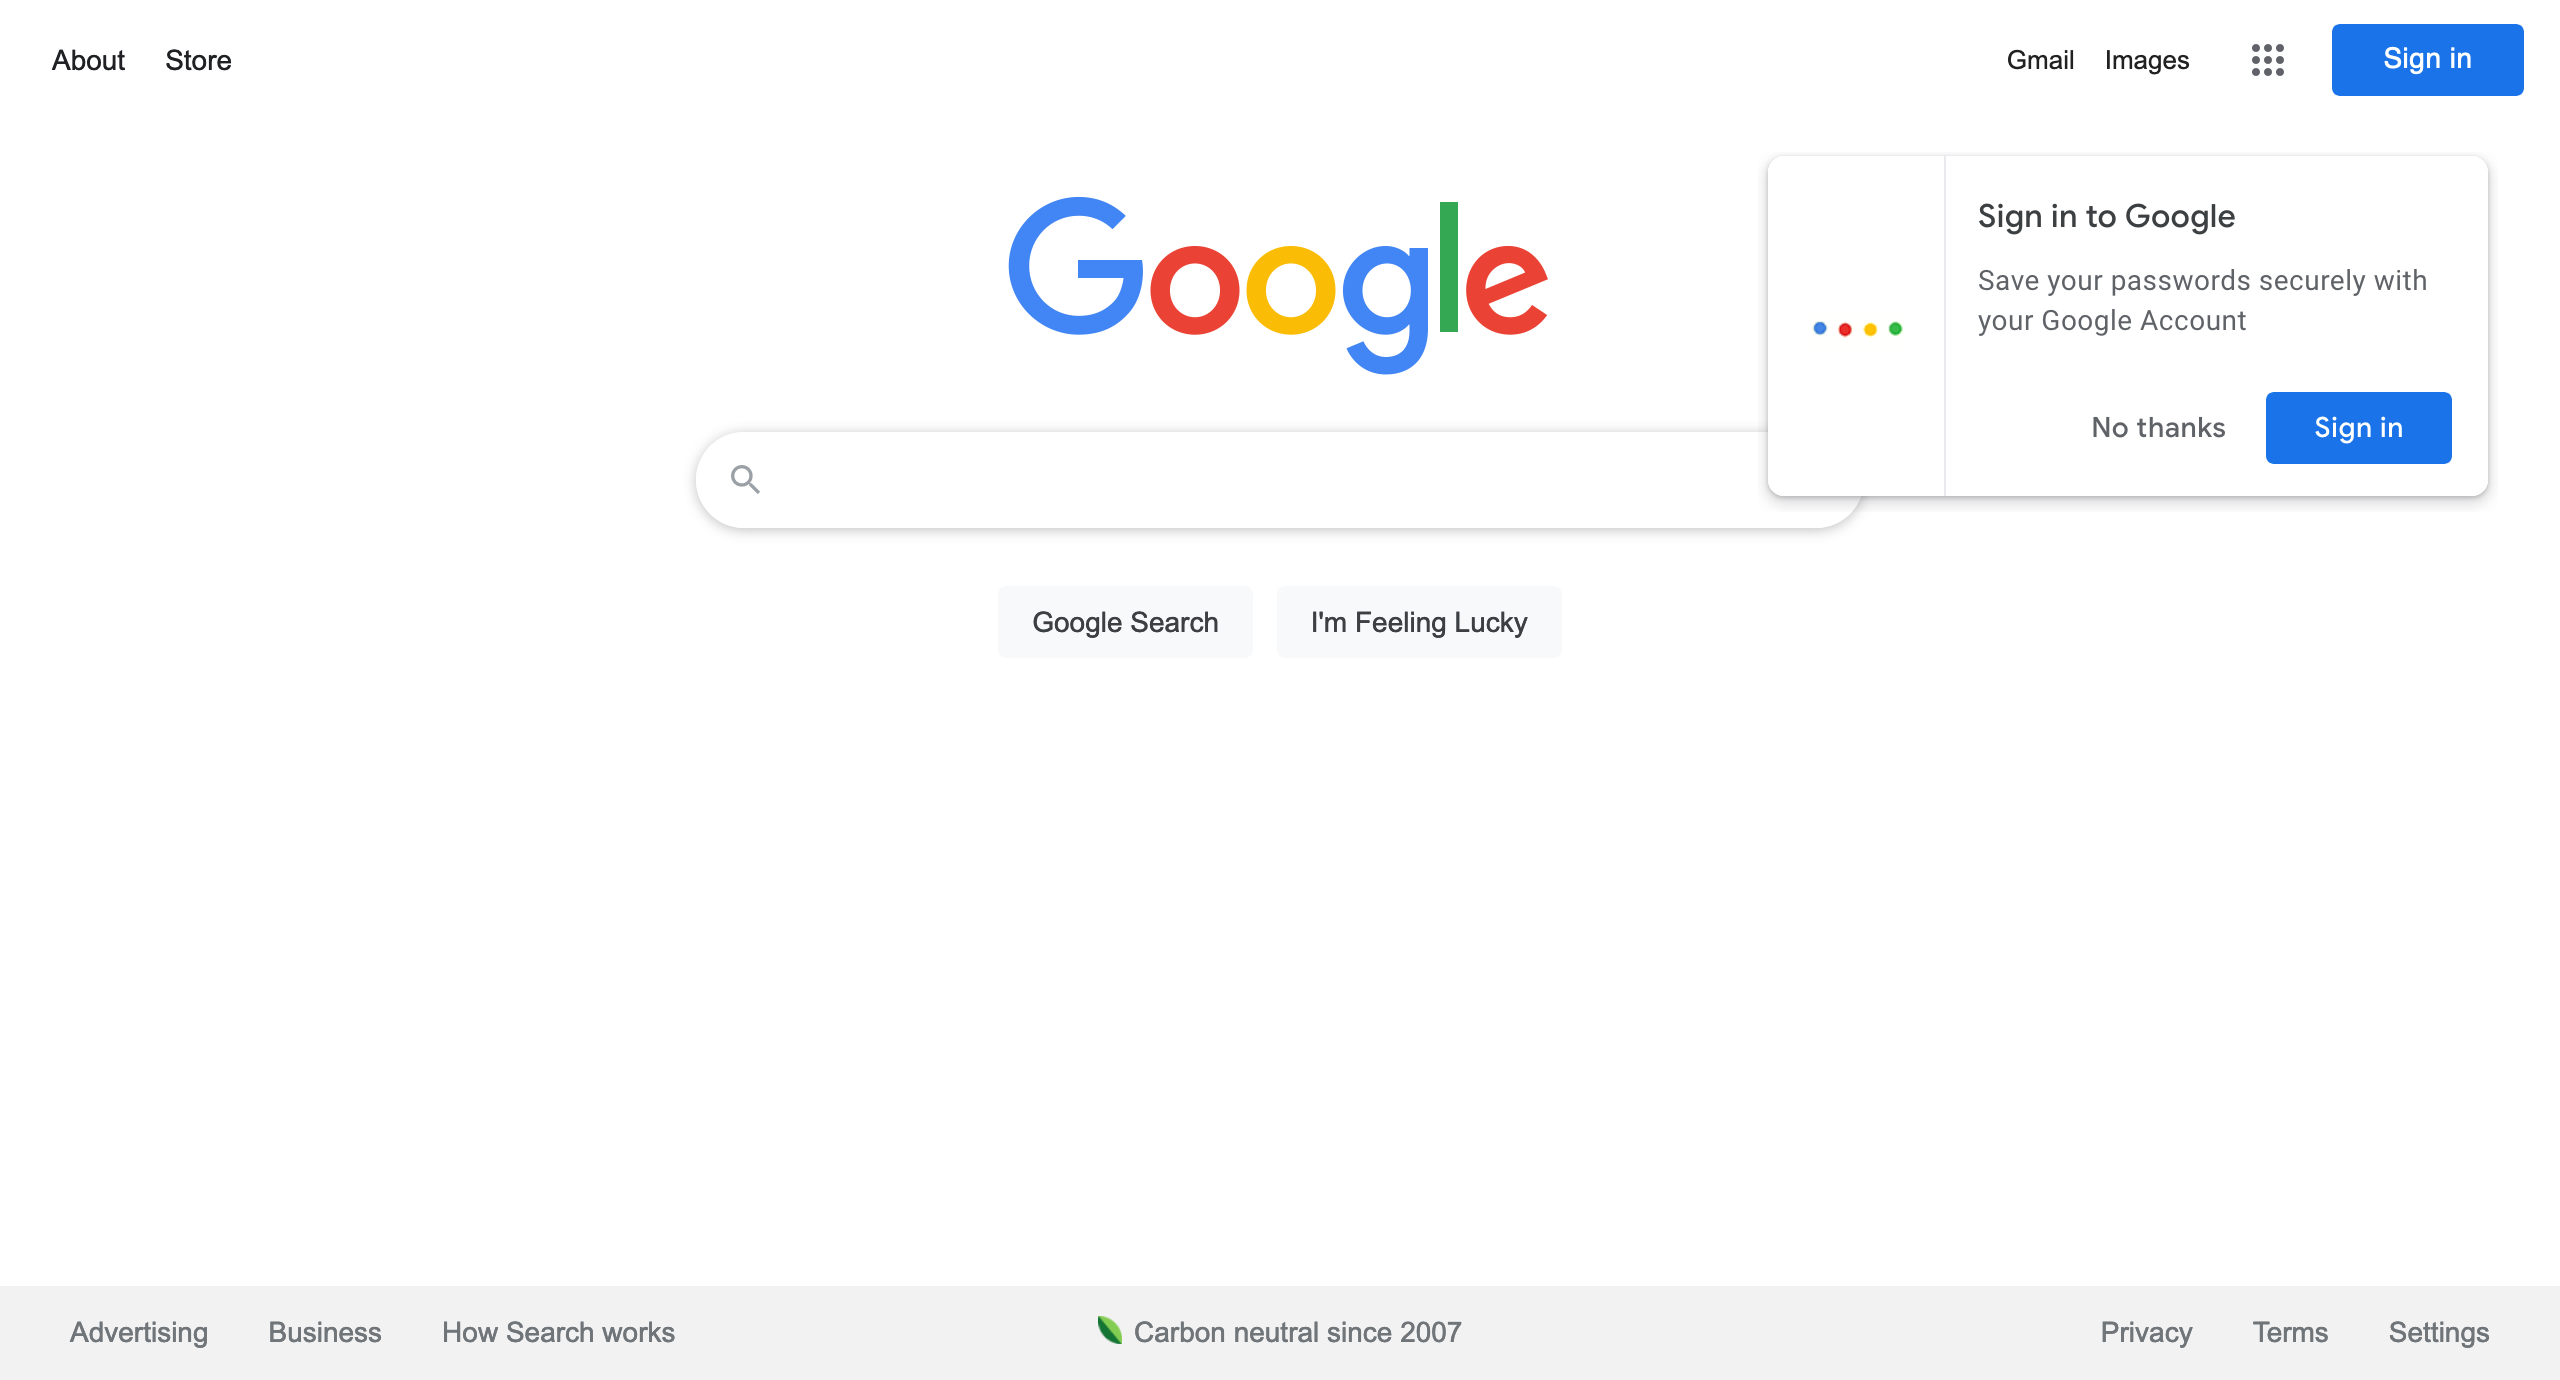 About Store
Gmail Images Sign in
Google
Sign in to Google
Save your passwords securely with
your Google Account
No thanks Sign in
Google Search I'm Feeling Lucky
Advertising Business How Search works
Carbon neutral since 2007
Privacy Terms Settings